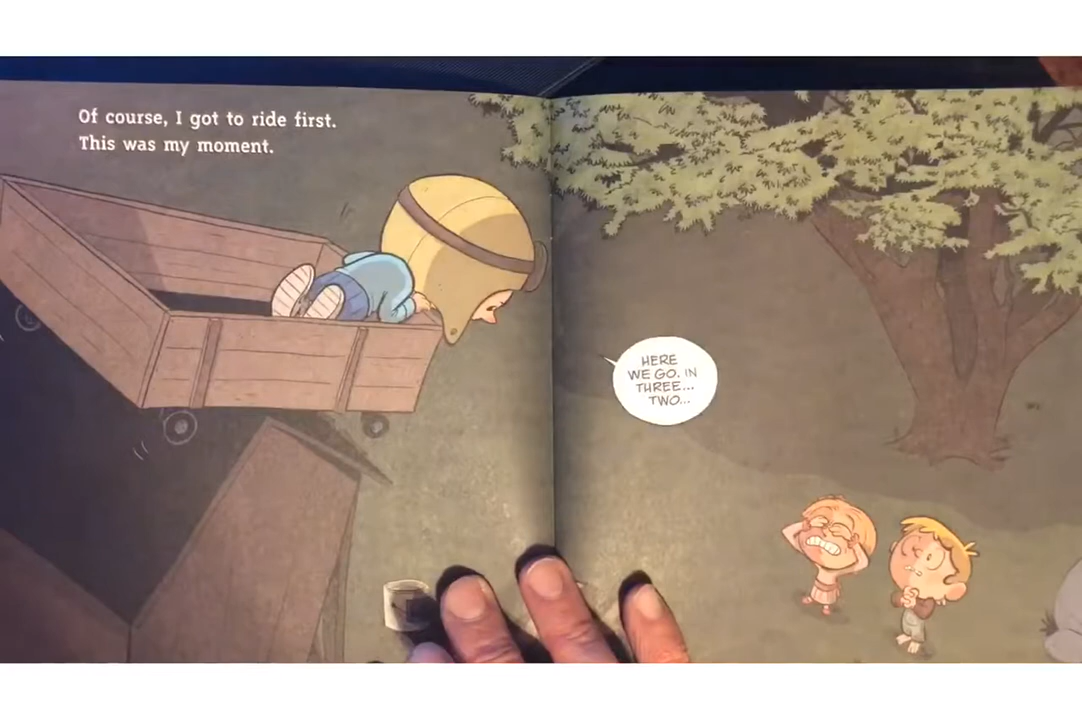 Of course, I got to ride first.
This was my moment.
HERE
WE GO. IN
THREE...
TWO...